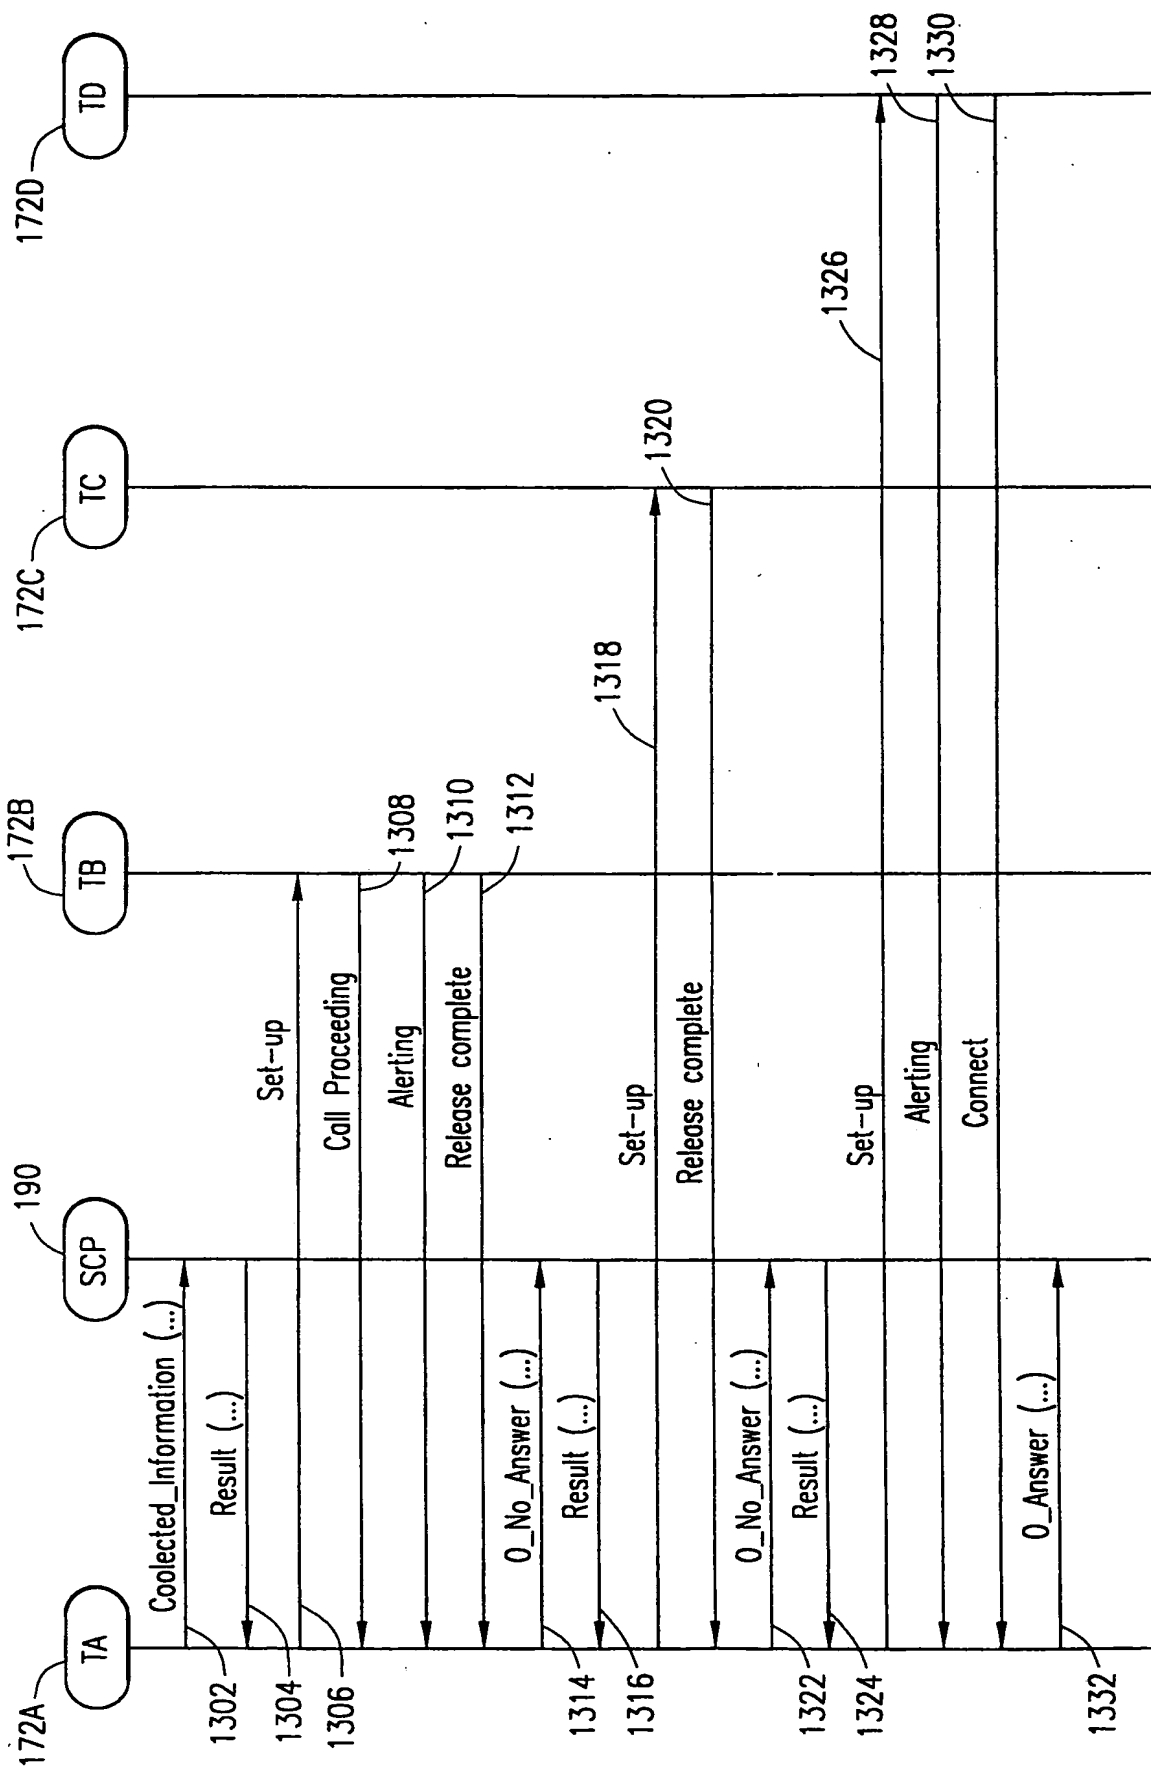 172A
TA
190
SCP
172B
TB
172C
TC
172D
TD
Coolected_Information (...)
1302
Result (...)
1304
Set-up
1306
Call Proceeding
1308
Alerting
1310
Release complete
1312
O_No_Answer (...)
1314
Result (...)
1316
Set-up
1318
Release complete
1320
O_No_Answer (...)
1322
Result (...)
1324
Set-up
1326
Alerting
1328
Connect
1330
O_Answer (...)
1332